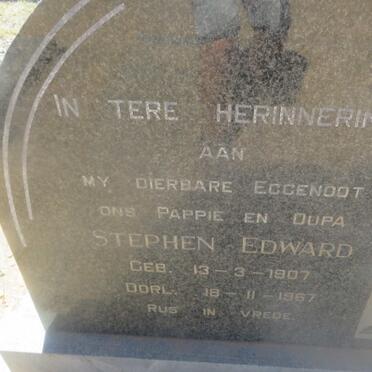 IN TERE HERINNERIN
AAN
MY DIERBARE EGGENOOT
ONS PAPPIE EN OUPA
STEPHEN EDWARD
GEB. 13-3-1907
OORL. 18-11-1967
RUS IN VREDE.